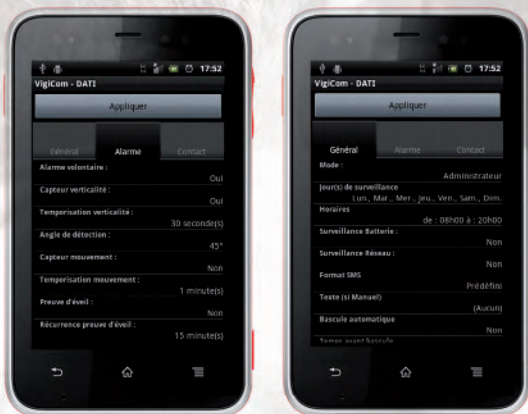 17:52
VigiCom - DATI
Appliquer
Général Alarme Contact
Alarme volontaire :
Oui
Capteur verticalité :
Oui
Temporisation verticalité :
30 seconde(s)
Angle de détection :
45°
Capteur mouvement :
Non
Temporisation mouvement :
1 minute(s)
Preuve d'éveil :
Non
Récurrence preuve d'éveil :
15 minute(s)
17:52
VigiCom - DATI
Appliquer
Général Alarme Contact
Mode :
Administrateur
Jour(s) de surveillance
Lun., Mar., Mer., Jeu., Ven., Sam., Dim.
Horaires
de : 08h00 à : 20h00
Surveillance Batterie :
Non
Surveillance Réseau :
Non
Format SMS
Prédéfini
Texte (si Manuel)
(Aucun)
Bascule automatique
Non
Temps avant bascule